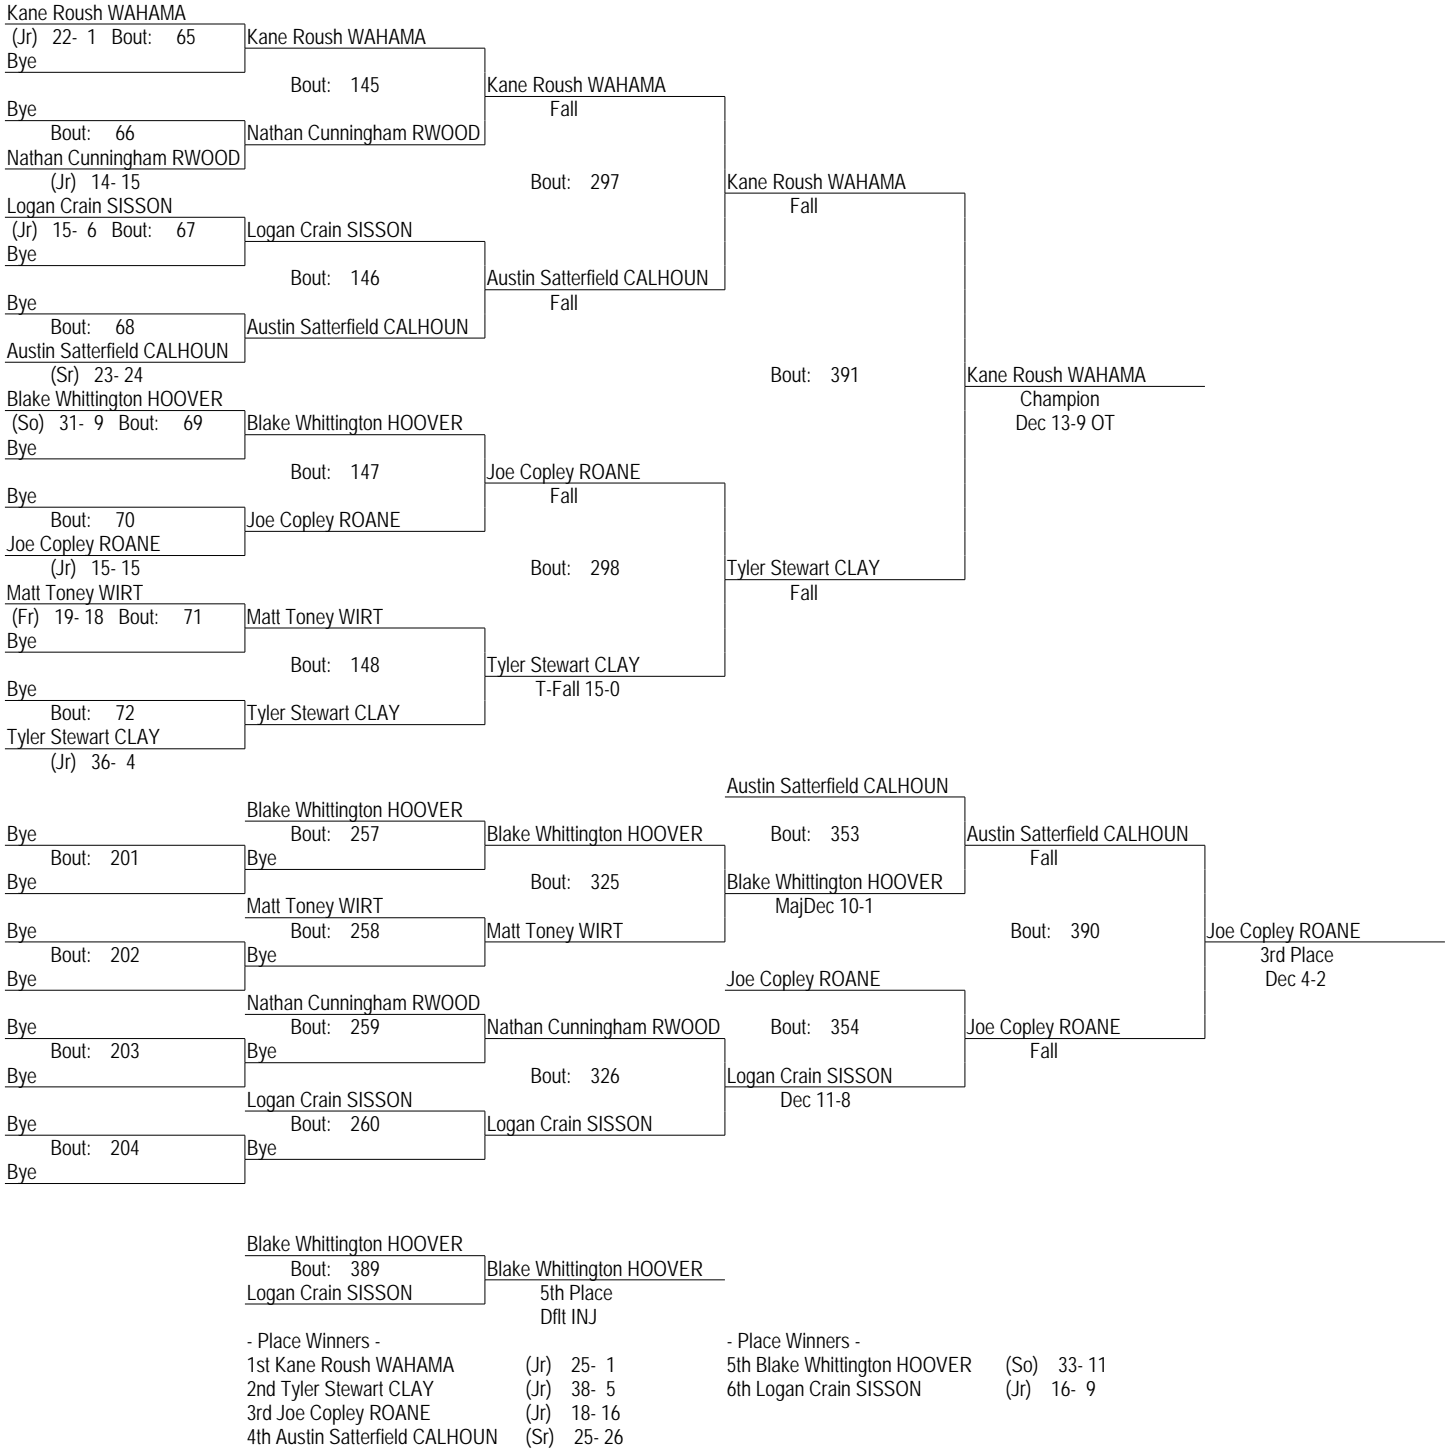 Kane Roush WAHAMA
(Jr) 22- 1 Bout: 65 Kane Roush WAHAMA
Bye
Bout: 145 Kane Roush WAHAMA
Bye Fall
Bout: 66 Nathan Cunningham RWOOD
Nathan Cunningham RWOOD
(Jr) 14- 15 Bout: 297 Kane Roush WAHAMA
Logan Crain SISSON Fall
(Jr) 15- 6 Bout: 67 Logan Crain SISSON
Bye
Bout: 146 Austin Satterfield CALHOUN
Bye Fall
Bout: 68 Austin Satterfield CALHOUN
Austin Satterfield CALHOUN
(Sr) 23- 24 Bout: 391 Kane Roush WAHAMA
Blake Whittington HOOVER Champion
(So) 31- 9 Bout: 69 Blake Whittington HOOVER Dec 13-9 OT
Bye
Bout: 147 Joe Copley ROANE
Bye Fall
Bout: 70 Joe Copley ROANE
Joe Copley ROANE
(Jr) 15- 15 Bout: 298 Tyler Stewart CLAY
Matt Toney WIRT Fall
(Fr) 19- 18 Bout: 71 Matt Toney WIRT
Bye
Bout: 148 Tyler Stewart CLAY
Bye T-Fall 15-0
Bout: 72 Tyler Stewart CLAY
Tyler Stewart CLAY
(Jr) 36- 4
Austin Satterfield CALHOUN
Blake Whittington HOOVER
Bye Bout: 257 Blake Whittington HOOVER Bout: 353 Austin Satterfield CALHOUN
Bout: 201 Bye Fall
Bye Bout: 325 Blake Whittington HOOVER
Matt Toney WIRT MajDec 10-1
Bye Bout: 258 Matt Toney WIRT Bout: 390 Joe Copley ROANE
Bout: 202 Bye 3rd Place
Bye Joe Copley ROANE Dec 4-2
Nathan Cunningham RWOOD
Bye Bout: 259 Nathan Cunningham RWOOD Bout: 354 Joe Copley ROANE
Bout: 203 Bye Fall
Bye Bout: 326 Logan Crain SISSON
Logan Crain SISSON Dec 11-8
Bye Bout: 260 Logan Crain SISSON
Bout: 204 Bye
Bye
Blake Whittington HOOVER
Bout: 389 Blake Whittington HOOVER
Logan Crain SISSON 5th Place
Dflt INJ
- Place Winners - - Place Winners -
1st Kane Roush WAHAMA (Jr) 25- 1 5th Blake Whittington HOOVER (So) 33- 11
2nd Tyler Stewart CLAY (Jr) 38- 5 6th Logan Crain SISSON (Jr) 16- 9
3rd Joe Copley ROANE (Jr) 18- 16
4th Austin Satterfield CALHOUN (Sr) 25- 26